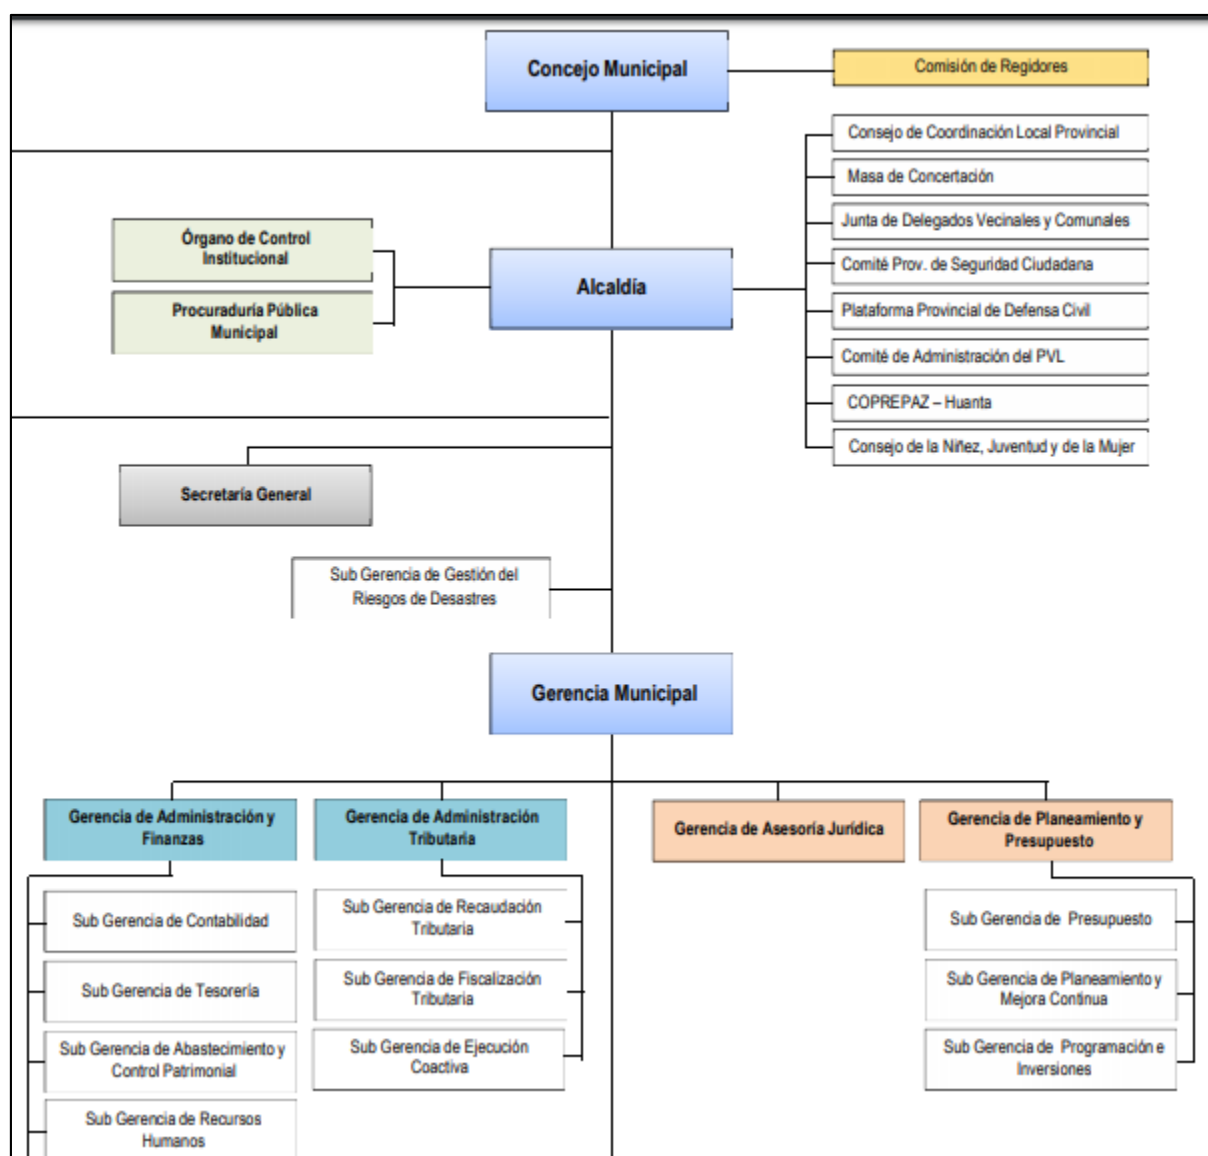 Concejo Municipal
Comisión de Regidores
Consejo de Coordinación Local Provincial
Masa de Concertación
Junta de Delegados Vecinales y Comunales
Comité Prov. de Seguridad Ciudadana
Plataforma Provincial de Defensa Civil
Comité de Administración del PVL
COPREPAZ – Huanta
Consejo de la Niñez, Juventud y de la Mujer
Órgano de Control
Institucional
Procuraduría Pública
Municipal
Alcaldía
Secretaría General
Sub Gerencia de Gestión del
Riesgos de Desastres
Gerencia Municipal
Gerencia de Administración y
Finanzas
Sub Gerencia de Contabilidad
Sub Gerencia de Tesorería
Sub Gerencia de Abastecimiento y
Control Patrimonial
Sub Gerencia de Recursos
Humanos
Gerencia de Administración
Tributaria
Sub Gerencia de Recaudación
Tributaria
Sub Gerencia de Fiscalización
Tributaria
Sub Gerencia de Ejecución
Coactiva
Gerencia de Asesoría Jurídica
Gerencia de Planeamiento y
Presupuesto
Sub Gerencia de Presupuesto
Sub Gerencia de Planeamiento y
Mejora Continua
Sub Gerencia de Programación e
Inversiones